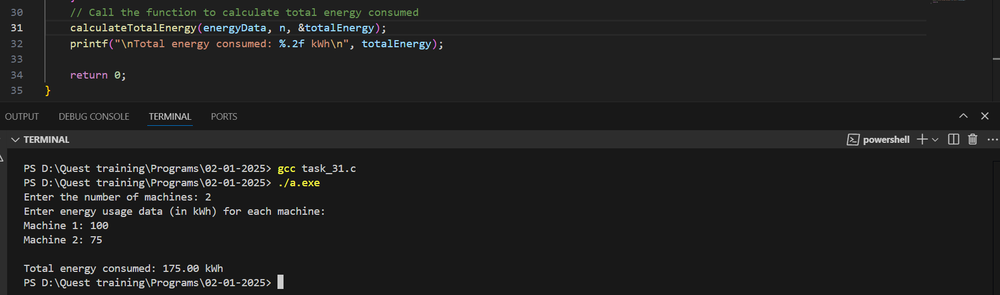 30 // Call the function to calculate total energy consumed
31 calculateTotalEnergy(energyData, n, &totalEnergy);
32 printf("\nTotal energy consumed: %.2f kWh\n", totalEnergy);
33
34 return 0;
35 }
OUTPUT DEBUG CONSOLE TERMINAL PORTS
TERMINAL powershell
PS D:\Quest training\Programs\02-01-2025> gcc task_31.c
PS D:\Quest training\Programs\02-01-2025> ./a.exe
Enter the number of machines: 2
Enter energy usage data (in kWh) for each machine:
Machine 1: 100
Machine 2: 75
Total energy consumed: 175.00 kWh
PS D:\Quest training\Programs\02-01-2025>